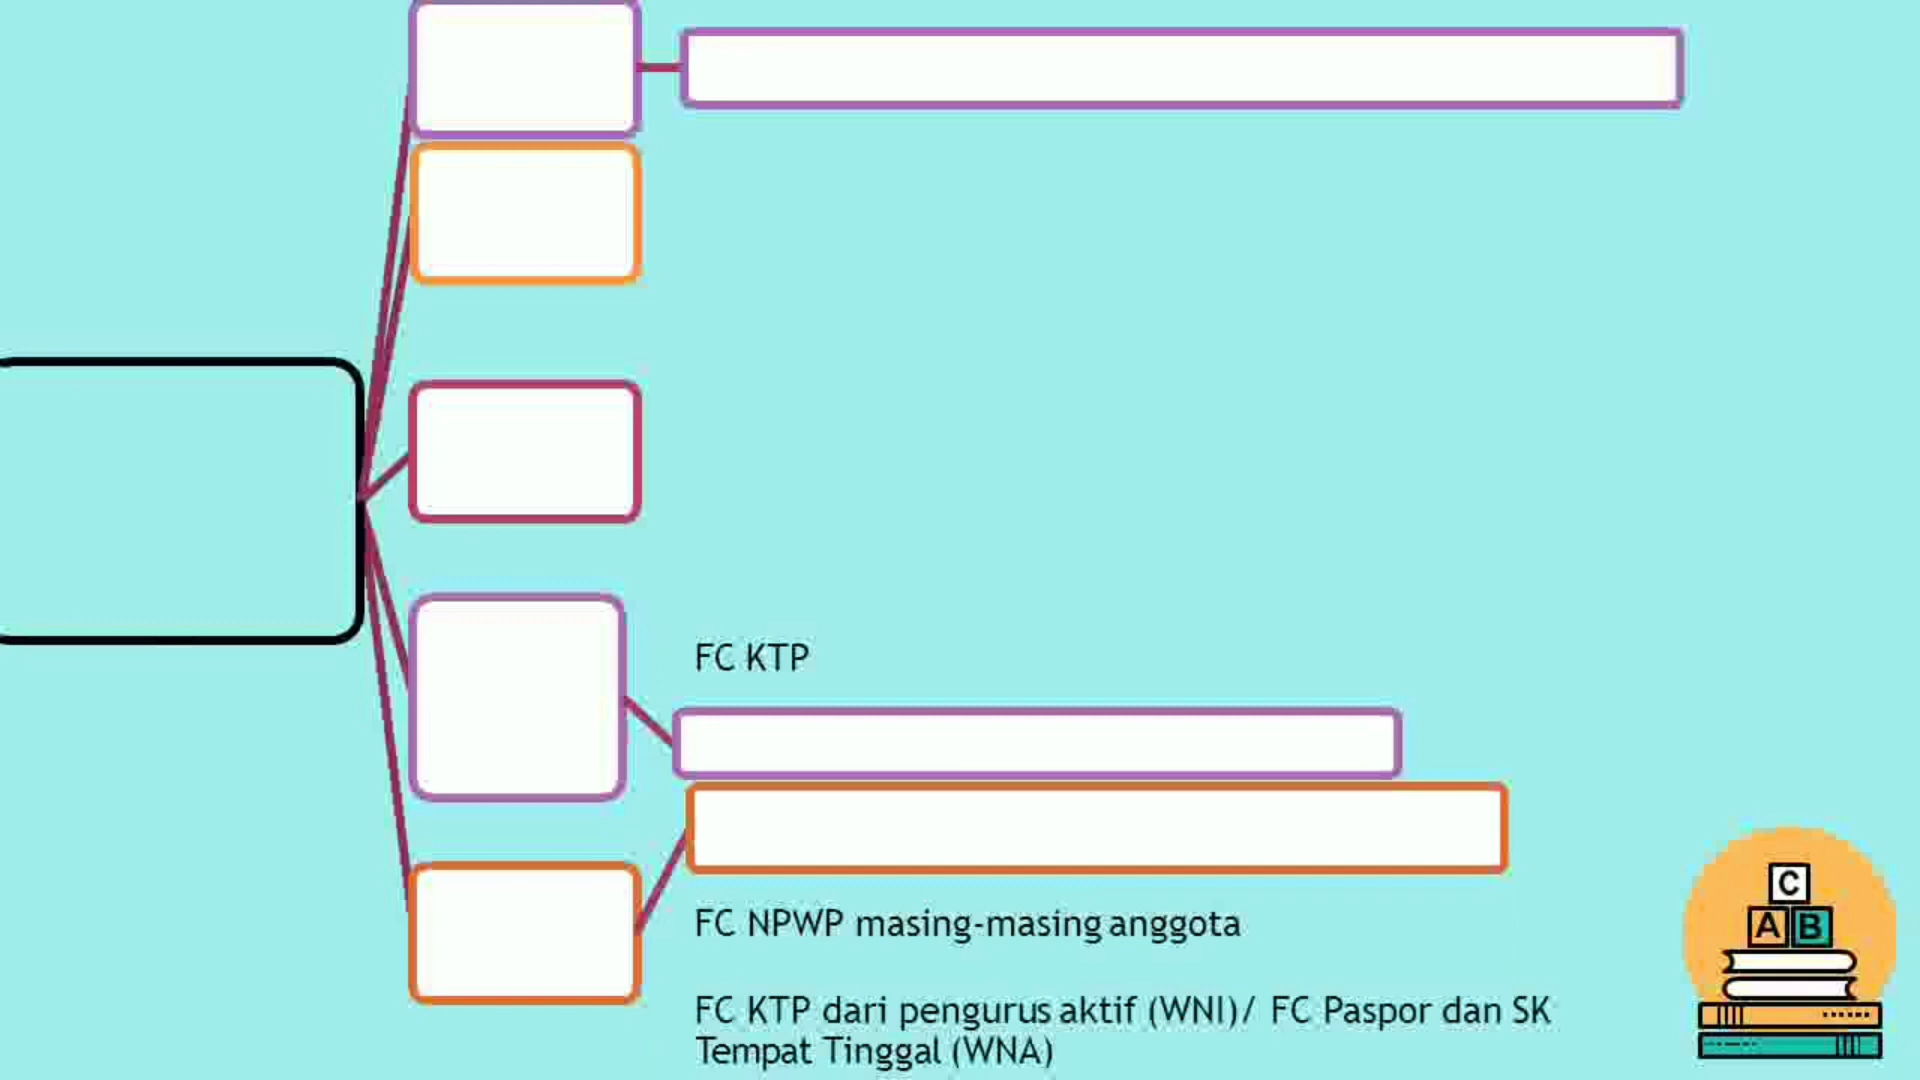 FC KTP
FC NPWP masing-masing anggota
FC KTP dari pengurus aktif (WNI)/ FC Paspor dan SK
Tempat Tinggal (WNA)
C
A B